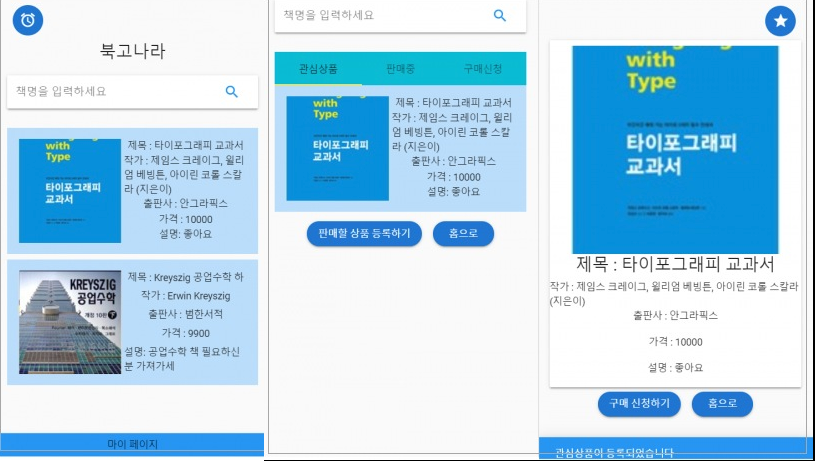 북고나라
책명을 입력하세요
with
Type
타이포그래피
교과서
제목 : 타이포그래피 교과서
작가 : 제임스 크레이그, 윌리
엄 베빙튼, 아이린 코롤 스칼
라 (지은이)
출판사 : 안그라픽스
가격 : 10000
설명: 좋아요
KREYSZIG
공업수학
개정 10판 下
제목 : Kreyszig 공업수학 하
작가 : Erwin Kreyszig
출판사 : 범한서적
가격 : 9900
설명: 공업수학 책 필요하신
분 가져가세
마이 페이지
책명을 입력하세요
관심상품
판매중
구매신청
with
Type
타이포그래피
교과서
제목 : 타이포그래피 교과서
작가 : 제임스 크레이그, 윌리
엄 베빙튼, 아이린 코롤 스칼
라 (지은이)
출판사 : 안그라픽스
가격 : 10000
설명: 좋아요
판매할 상품 등록하기
홈으로
with
Type
타이포그래피
교과서
제목 : 타이포그래피 교과서
작가 : 제임스 크레이그, 윌리엄 베빙튼, 아이린 코롤 스칼라
(지은이)
출판사 : 안그라픽스
가격 : 10000
설명 : 좋아요
구매 신청하기
홈으로
관심상품이 등록되었습니다